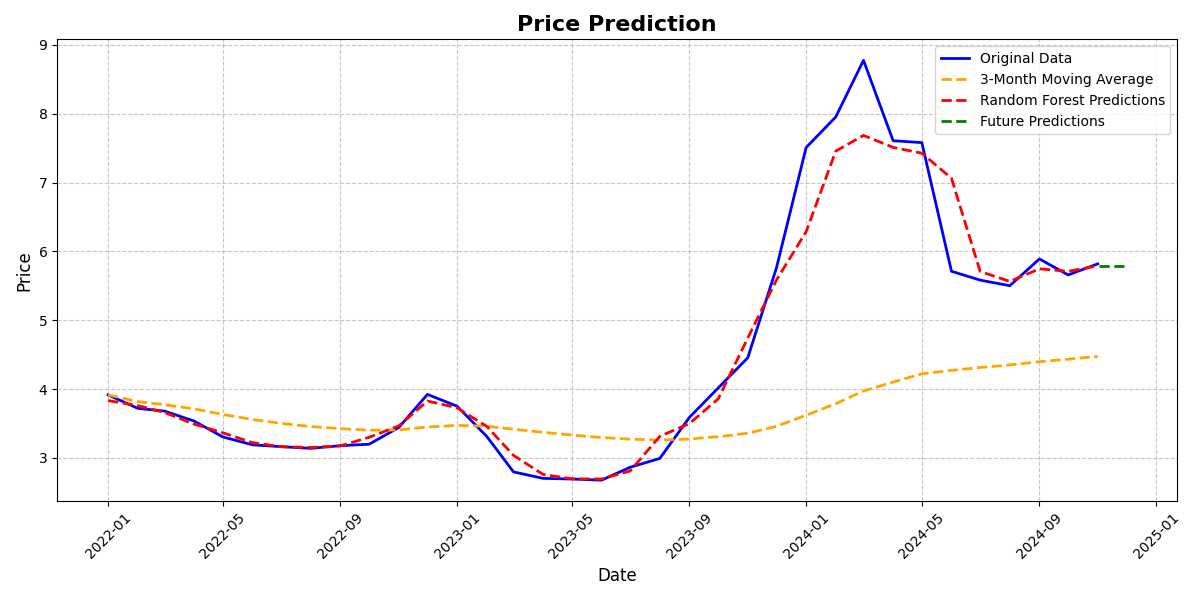 Price Prediction
Original Data
3-Month Moving Average
Random Forest Predictions
Future Predictions
Price
9
8
7
6
5
4
3
2022-01
2022-05
2022-09
2023-01
2023-05
2023-09
2024-01
2024-05
2024-09
2025-01
Date